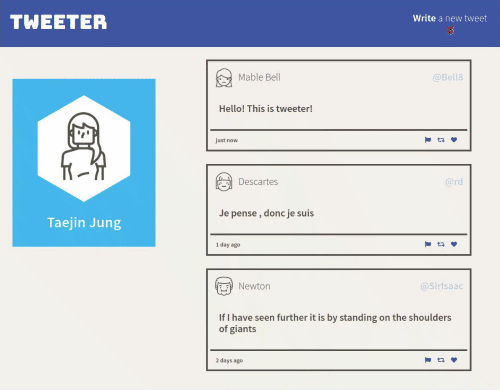 TWEETER
Write a new tweet
Taejin Jung
Mable Bell
@Bell8
Hello! This is tweeter!
just now
Descartes
@rd
Je pense , donc je suis
1 day ago
Newton
@SirIsaac
If I have seen further it is by standing on the shoulders
of giants
2 days ago